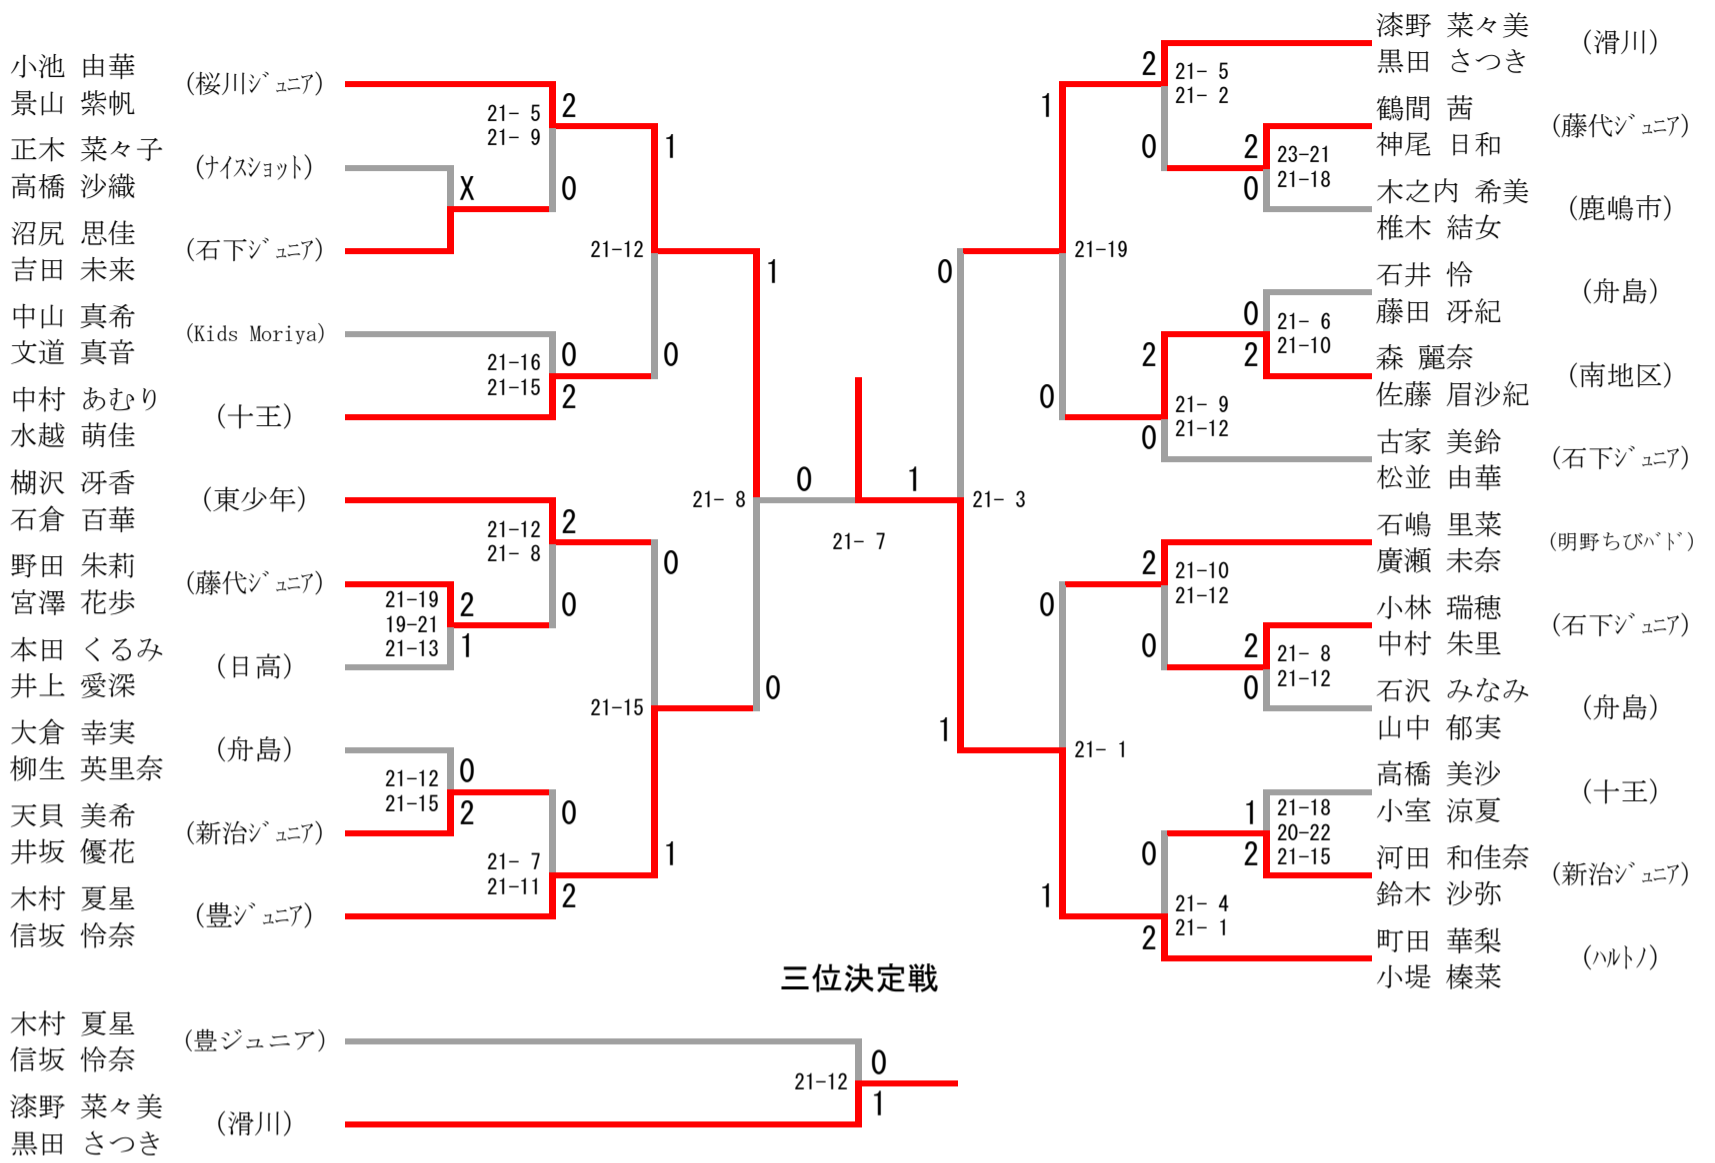 小池 由華
景山 紫帆
(桜川ジュニア)
正木 菜々子
高橋 沙織
(ナイスショット)
沼尻 思佳
吉田 未来
(石下ジュニア)
中山 真希
文道 真音
(Kids Moriya)
中村 あむり
水越 萌佳
(十王)
楜沢 冴香
石倉 百華
(東少年)
野田 朱莉
宮澤 花歩
(藤代ジュニア)
本田 くるみ
井上 愛深
(日高)
大倉 幸実
柳生 英里奈
(舟島)
天貝 美希
井坂 優花
(新治ジュニア)
木村 夏星
信坂 怜奈
(豊ジュニア)
X
21-19
19-21
21-13
2
1
21-12
21-15
0
2
21- 5
21- 9
2
0
21-16
21-15
0
2
21-12
21- 8
2
0
21- 7
21-11
0
2
21-12
1
0
21-15
0
1
21- 8
1
0
0
1
21- 7
21- 3
0
1
21-19
1
0
21- 1
0
1
21- 5
21- 2
2
0
21- 9
21-12
2
0
21-10
21-12
2
0
21- 4
21- 1
0
2
23-21
21-18
2
0
21- 6
21-10
0
2
21- 8
21-12
2
0
21-18
20-22
21-15
1
2
漆野 菜々美
黒田 さつき
(滑川)
鶴間 茜
神尾 日和
(藤代ジュニア)
木之内 希美
椎木 結女
(鹿嶋市)
石井 怜
藤田 冴紀
(舟島)
森 麗奈
佐藤 眉沙紀
(南地区)
古家 美鈴
松並 由華
(石下ジュニア)
石嶋 里菜
廣瀬 未奈
(明野ちびバド)
小林 瑞穂
中村 朱里
(石下ジュニア)
石沢 みなみ
山中 郁実
(舟島)
高橋 美沙
小室 涼夏
(十王)
河田 和佳奈
鈴木 沙弥
(新治ジュニア)
町田 華梨
小堤 榛菜
(ハルトノ)
三位決定戦
木村 夏星
信坂 怜奈
(豊ジュニア)
漆野 菜々美
黒田 さつき
(滑川)
21-12
0
1